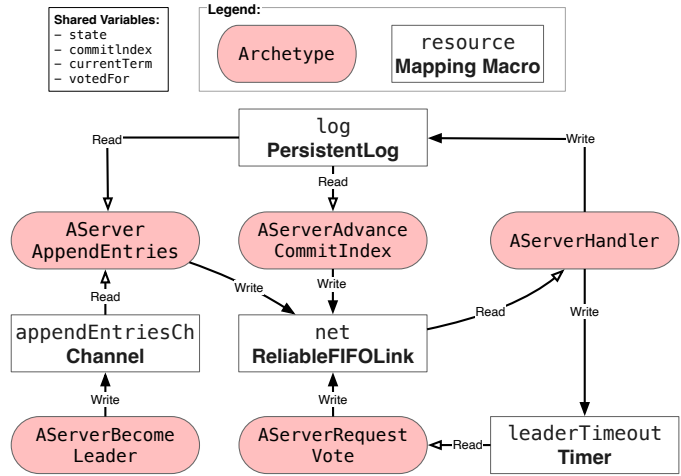 Shared Variables:
– state
– commitIndex
– currentTerm
– votedFor
Legend:
Archetype
resource
Mapping Macro
log
PersistentLog
Read
Write
Read
AServer
AppendEntries
AServerAdvance
CommitIndex
AServerHandler
Read
Write
Write
Read
Write
appendEntriesCh
Channel
net
ReliableFIFOLink
Write
Write
AServerBecome
Leader
AServerRequest
Vote
Read
leaderTimeout
Timer